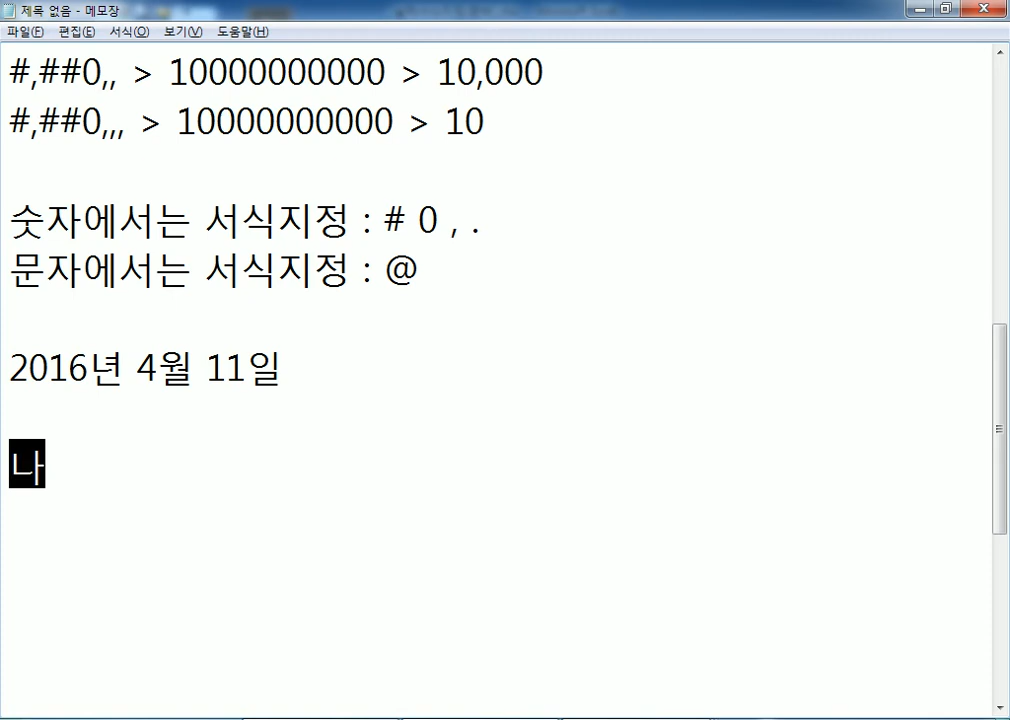 제목 없음 - 메모장
파일(F) 편집(E) 서식(O) 보기(V) 도움말(H)
#,##0,, > 10000000000 > 10,000
#,##0,,, > 10000000000 > 10
숫자에서는 서식지정 : # 0 , .
문자에서는 서식지정 : @
2016년 4월 11일
나